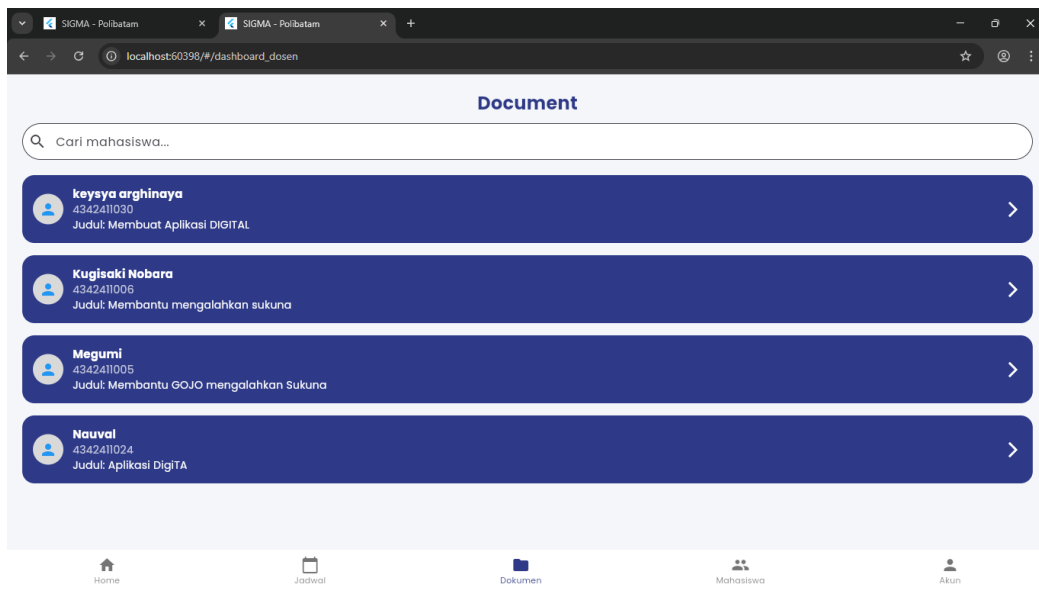 SIGMA - Polibatam
SIGMA - Polibatam
localhost:60398/#/dashboard_dosen
Document
Cari mahasiswa...
keysya arghinaya
4342411030
Judul: Membuat Aplikasi DIGITAL
Kugisaki Nobara
4342411006
Judul: Membantu mengalahkan sukuna
Megumi
4342411005
Judul: Membantu GOJO mengalahkan Sukuna
Nauval
4342411024
Judul: Aplikasi DigiTA
Home
Jadwal
Dokumen
Mahasiswa
Akun